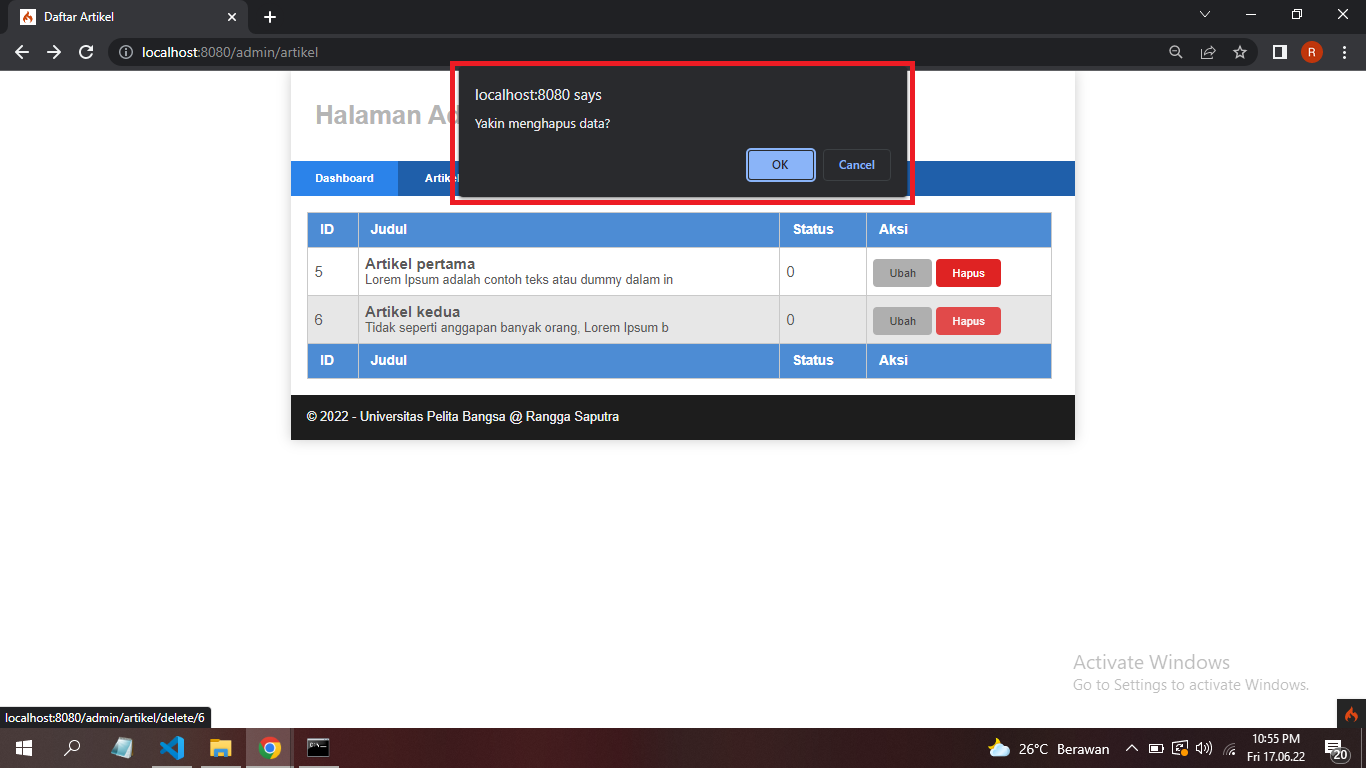 Daftar Artikel
localhost:8080/admin/artikel
R
localhost:8080 says
Yakin menghapus data?
OK Cancel
Halaman Ad
Dashboard Artikel
ID Judul Status Aksi
5 Artikel pertama 0 Ubah Hapus
Lorem Ipsum adalah contoh teks atau dummy dalam in
6 Artikel kedua 0 Ubah Hapus
Tidak seperti anggapan banyak orang, Lorem Ipsum b
ID Judul Status Aksi
© 2022 - Universitas Pelita Bangsa @ Rangga Saputra
Activate Windows
Go to Settings to activate Windows.
localhost:8080/admin/artikel/delete/6
26°C Berawan
10:55 PM
Fri 17.06.22
20